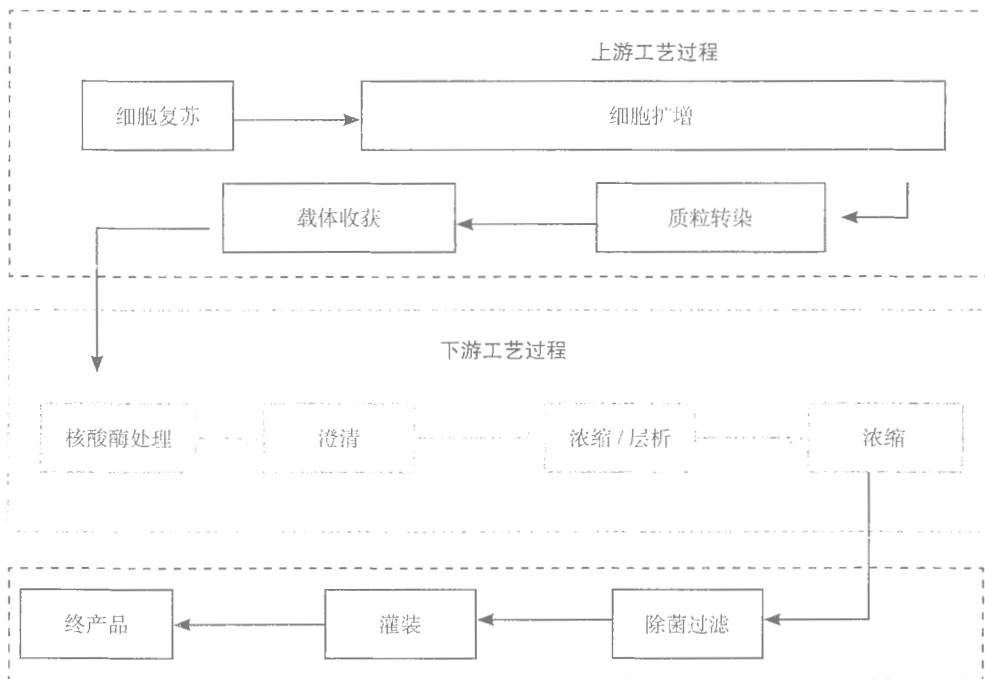 上游工艺过程
细胞复苏
细胞扩增
载体收获
质粒转染
下游工艺过程
核酸酶处理
澄清
浓缩 / 层析
浓缩
终产品
灌装
除菌过滤